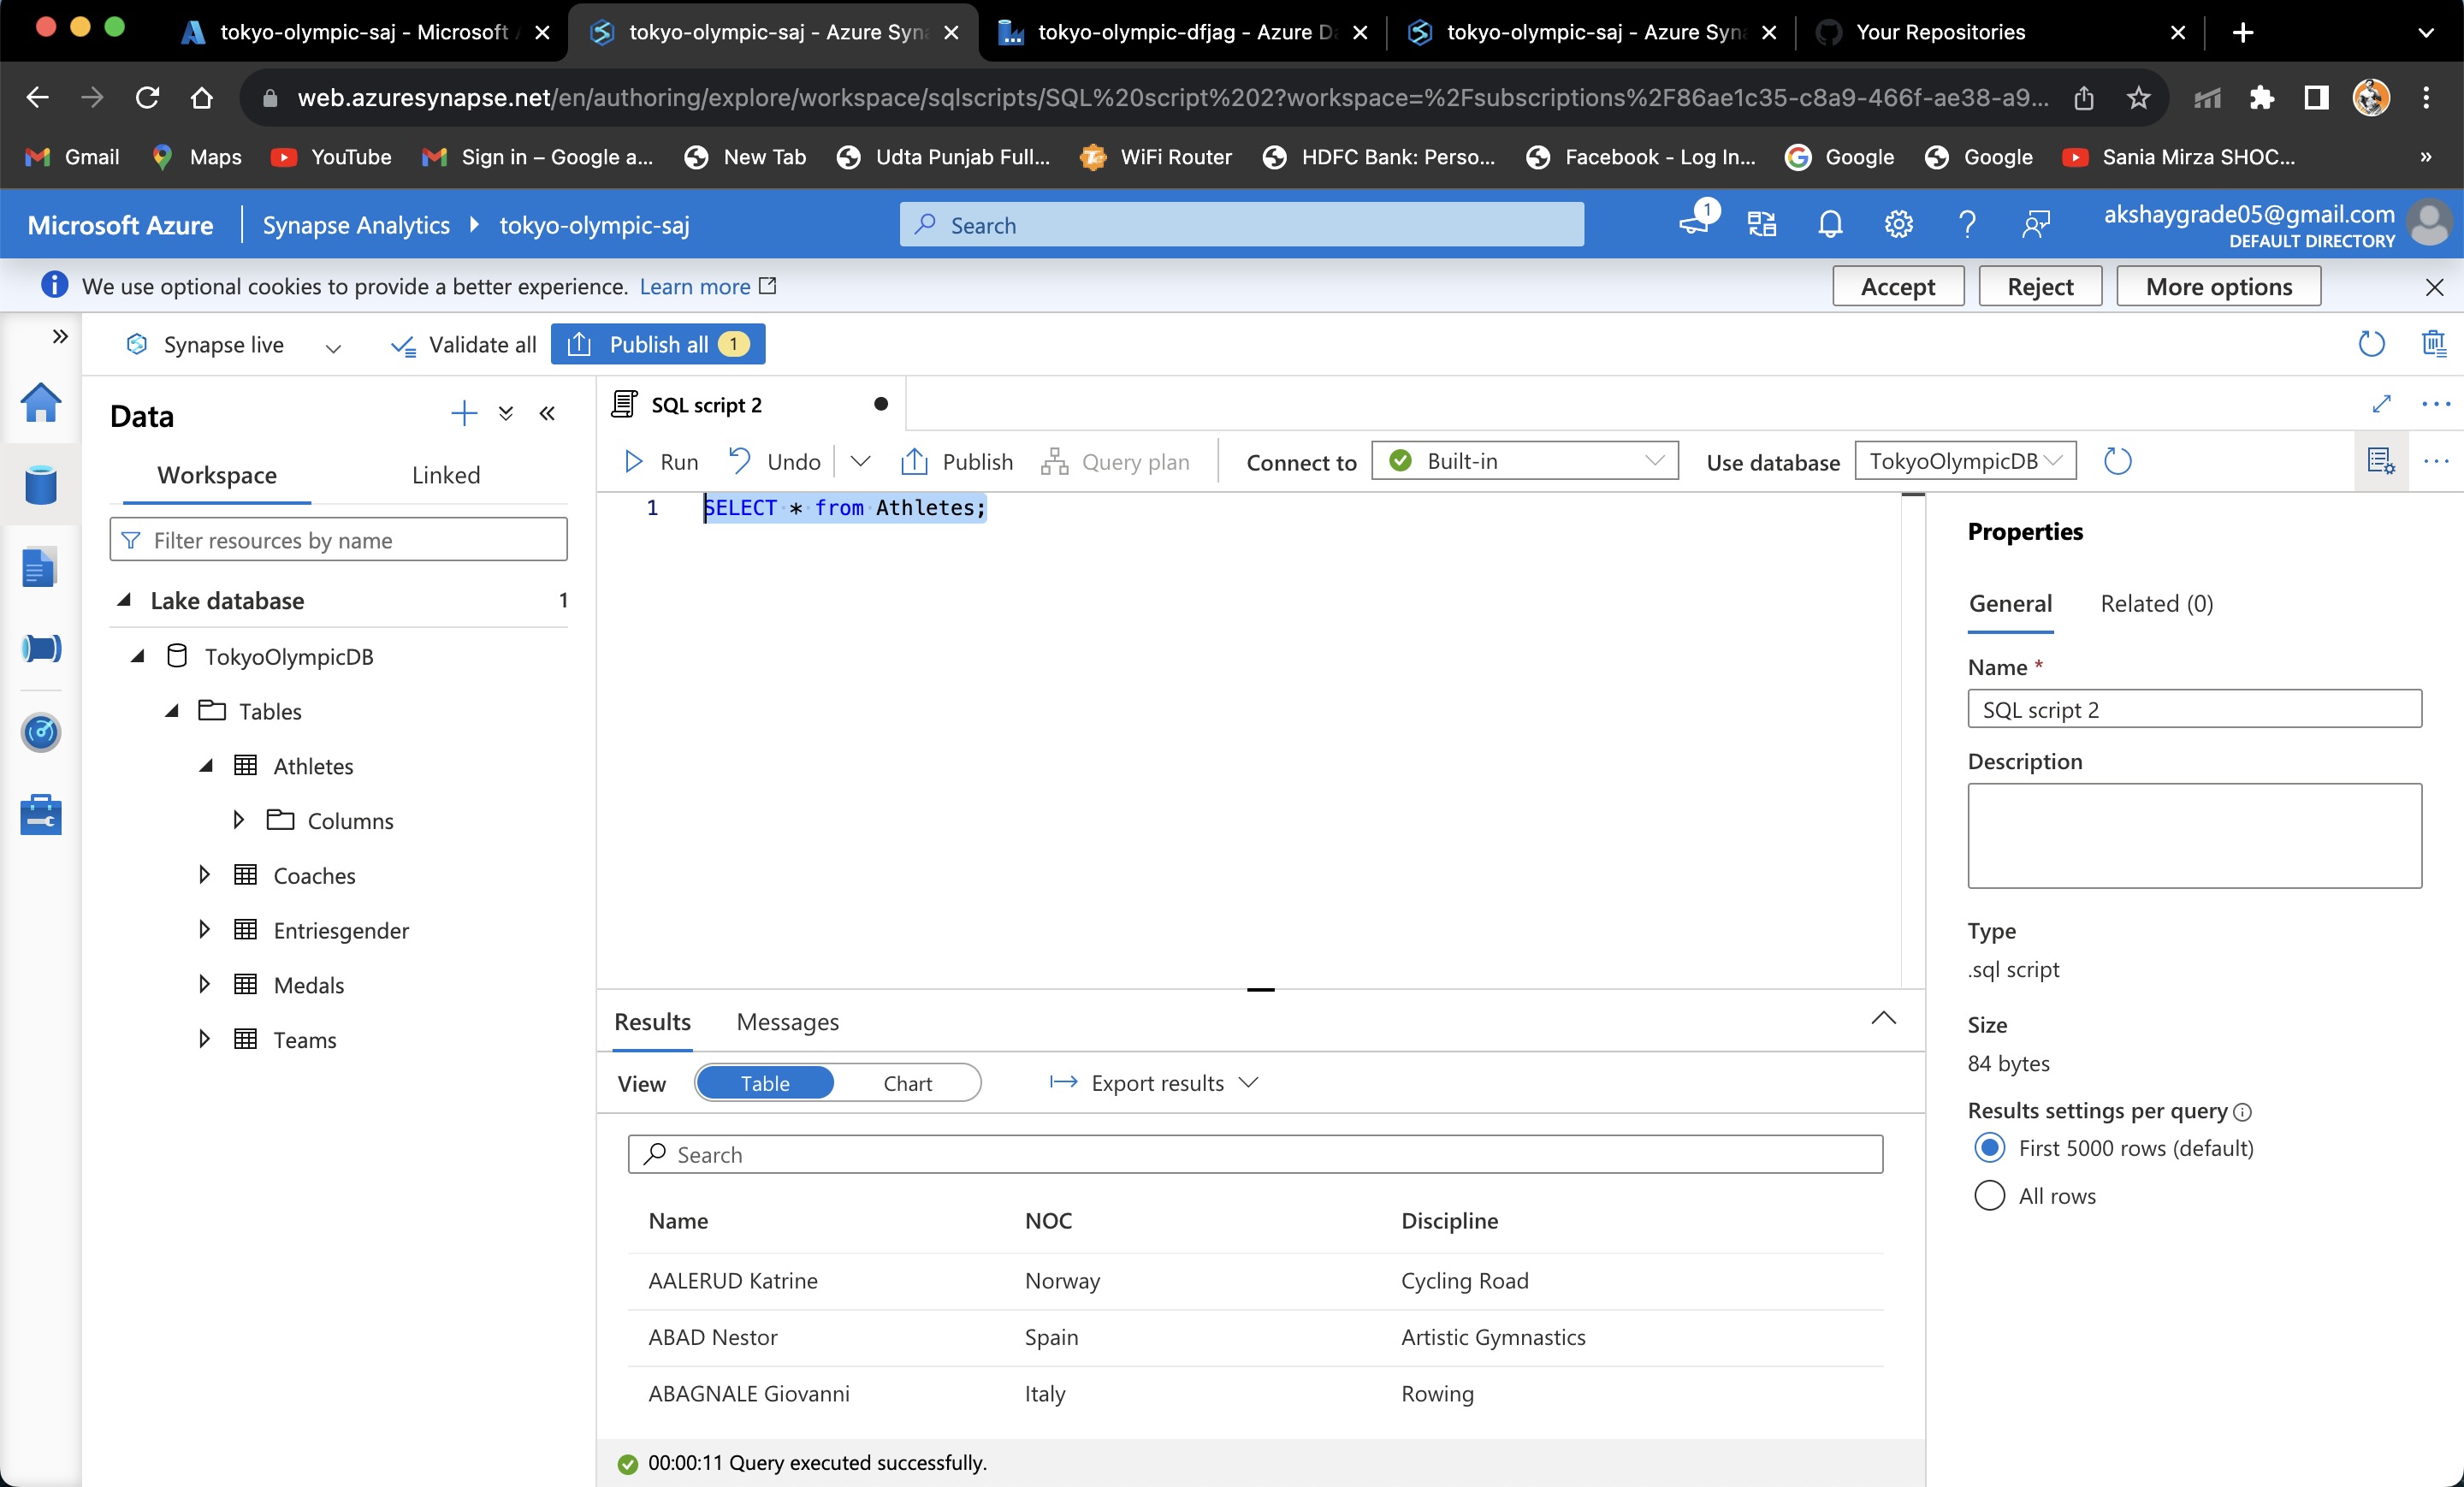 tokyo-olympic-saj - Microsoft A
tokyo-olympic-saj - Azure Syna
tokyo-olympic-dfjag - Azure Da
tokyo-olympic-saj - Azure Syna
Your Repositories
web.azuresynapse.net/en/authoring/explore/workspace/sqlscripts/SQL%20script%202?workspace=%2Fsubscriptions%2F86ae1c35-c8a9-466f-ae38-a9...
Gmail
Maps
YouTube
Sign in – Google a...
New Tab
Udta Punjab Full...
WiFi Router
HDFC Bank: Perso...
Facebook - Log In...
Google
Google
Sania Mirza SHOC...
»
Microsoft Azure
Synapse Analytics
tokyo-olympic-saj
Search
1
akshaygrade05@gmail.com
DEFAULT DIRECTORY
We use optional cookies to provide a better experience. Learn more
Accept
Reject
More options
Synapse live
Validate all
Publish all 1
Data
SQL script 2
Workspace
Linked
Run
Undo
Publish
Query plan
Connect to
Built-in
Use database
TokyoOlympicDB
1 SELECT * from Athletes;
Filter resources by name
Lake database 1
TokyoOlympicDB
Tables
Athletes
Columns
Coaches
Entriesgender
Medals
Teams
Results
Messages
View
Table
Chart
Export results
Search
Name NOC Discipline
AALERUD Katrine Norway Cycling Road
ABAD Nestor Spain Artistic Gymnastics
ABAGNALE Giovanni Italy Rowing
00:00:11 Query executed successfully.
Properties
General
Related (0)
Name *
SQL script 2
Description
Type
.sql script
Size
84 bytes
Results settings per query
First 5000 rows (default)
All rows